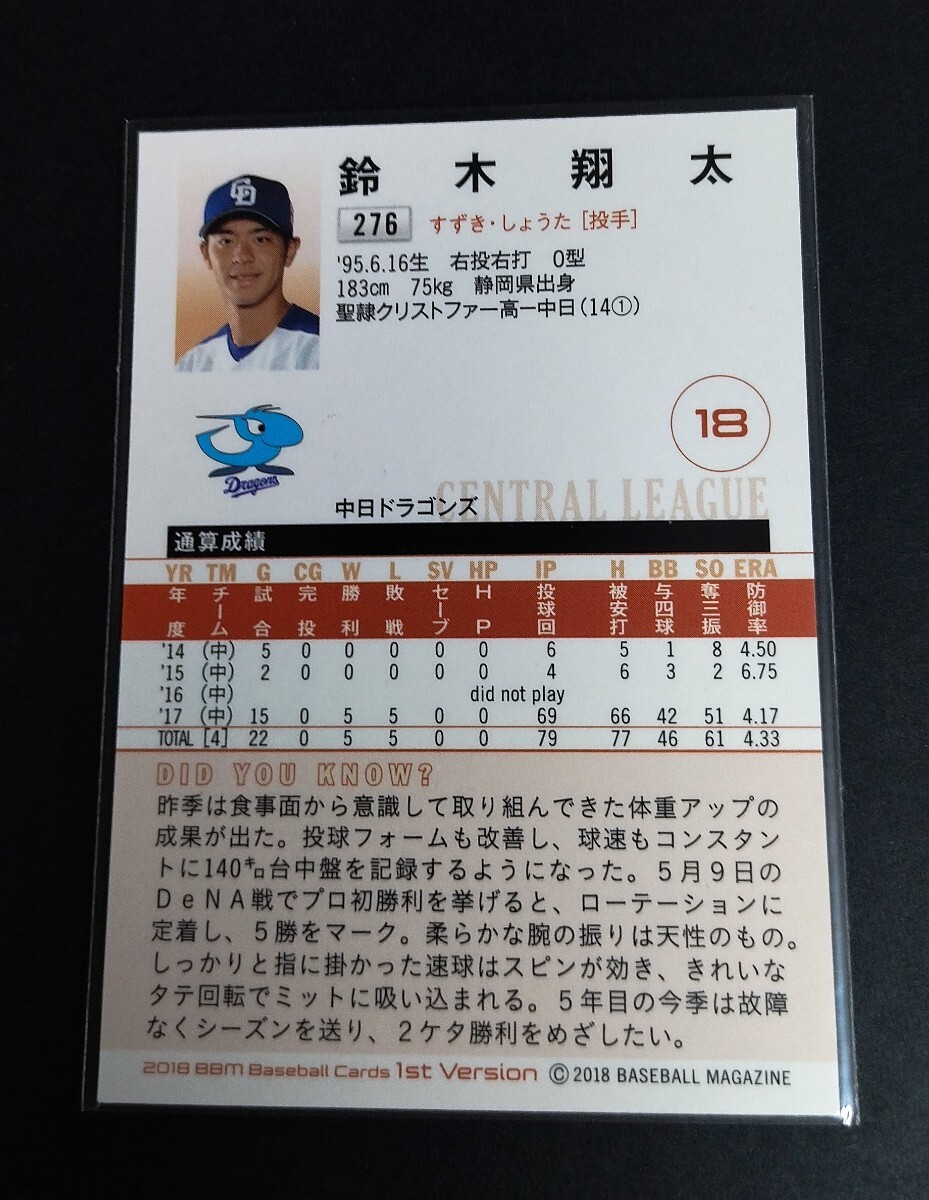 鈴木翔太
276 すずき・しょうた [投手]
'95.6.16生 右投右打 O型
183cm 75kg 静岡県出身
聖隷クリストファー高ー中日(14①)
CD
18
Dragons
CENTRAL LEAGUE
中日ドラゴンズ
通算成績
YR TM G CG W L SV HP IP H BB SO ERA
年度 チーム 試合 完投 勝利 敗戦 セーブ HP 投球回 被安打 与四球 奪三振 防御率
'14 (中) 5 0 0 0 0 0 6 5 1 8 4.50
'15 (中) 2 0 0 0 0 0 4 6 3 2 6.75
'16 (中) did not play
'17 (中) 15 0 5 5 0 0 69 66 42 51 4.17
TOTAL [4] 22 0 5 5 0 0 79 77 46 61 4.33
DID YOU KNOW?
昨季は食事面から意識して取り組んできた体重アップの
成果が出た。投球フォームも改善し、球速もコンスタン
トに140㌔台中盤を記録するようになった。5月9日の
DeNA戦でプロ初勝利を挙げると、ローテーションに
定着し、5勝をマーク。柔らかな腕の振りは天性のもの。
しっかりと指に掛かった速球はスピンが効き、きれいな
タテ回転でミットに吸い込まれる。5年目の今季は故障
なくシーズンを送り、2ケタ勝利をめざしたい。
2018 BBM Baseball Cards 1st Version © 2018 BASEBALL MAGAZINE